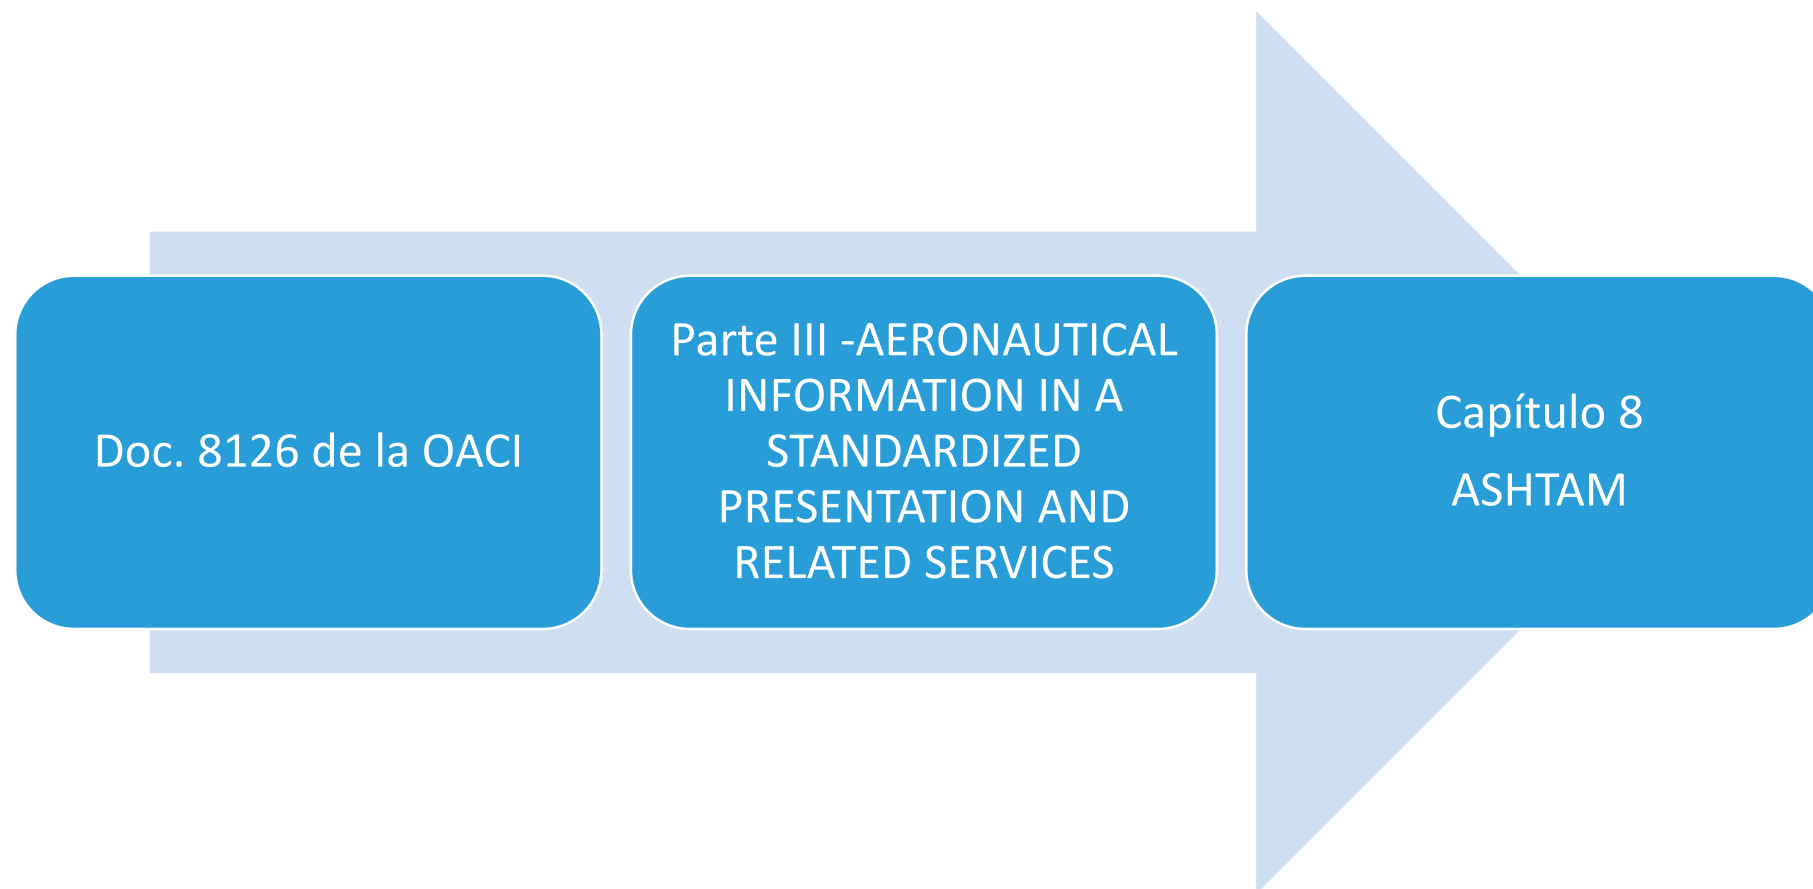 Doc. 8126 de la OACI
Parte III -AERONAUTICAL
INFORMATION IN A
STANDARDIZED
PRESENTATION AND
RELATED SERVICES
Capítulo 8
ASHTAM